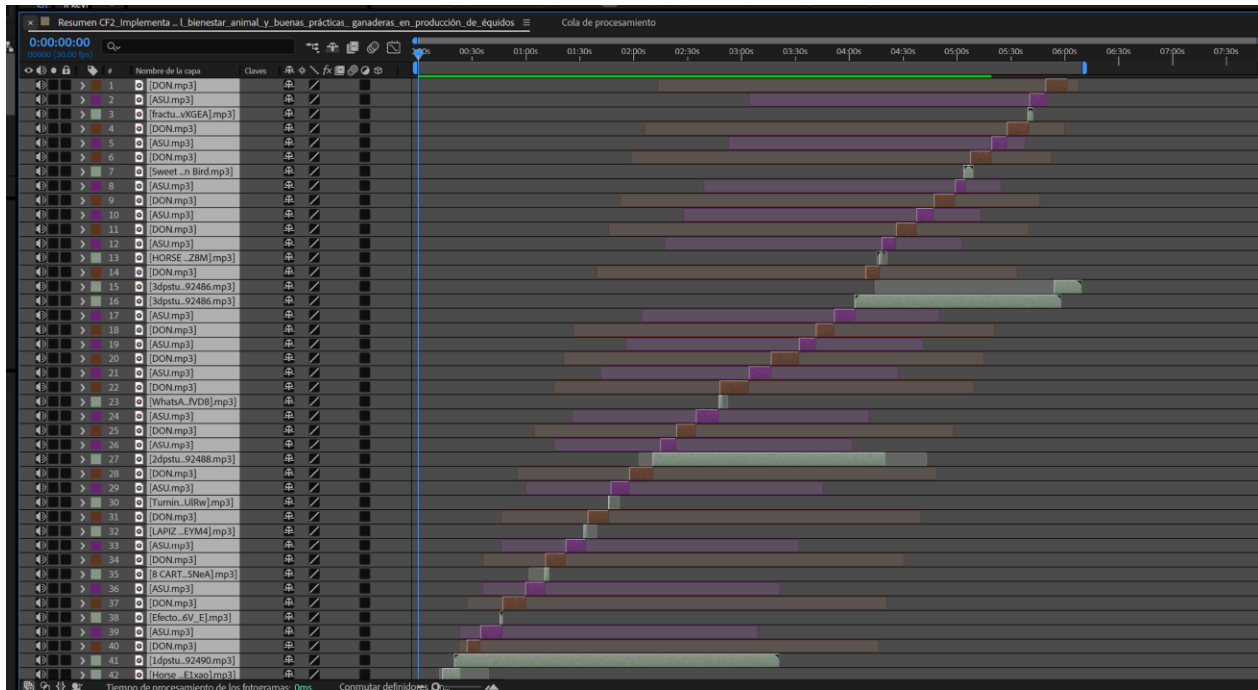 Resumen CF2_Implementa ... l_bienestar_animal_y_buenas_prácticas_ ganaderas_en_producción_de_équidos
Cola de procesamiento
0:00:00:00
00000 (30.00 fps)
00:30s 01:00s 01:30s 02:00s 02:30s 03:00s 03:30s 04:00s 04:30s 05:00s 05:30s 06:00s 06:30s 07:00s 07:30s
# Nombre de la capa Claves
1 [DON.mp3]
2 [ASU.mp3]
3 [fractu...vXGEA].mp3]
4 [DON.mp3]
5 [ASU.mp3]
6 [DON.mp3]
7 [Sweet ...n Bird.mp3]
8 [ASU.mp3]
9 [DON.mp3]
10 [ASU.mp3]
11 [DON.mp3]
12 [ASU.mp3]
13 [HORSE ...Z8M].mp3]
14 [DON.mp3]
15 [3dpstu...92486.mp3]
16 [3dpstu...92486.mp3]
17 [ASU.mp3]
18 [DON.mp3]
19 [ASU.mp3]
20 [DON.mp3]
21 [ASU.mp3]
22 [DON.mp3]
23 [WhatsA...fVD8].mp3]
24 [ASU.mp3]
25 [DON.mp3]
26 [ASU.mp3]
27 [2dpstu...92488.mp3]
28 [DON.mp3]
29 [ASU.mp3]
30 [Turnin...UlRw].mp3]
31 [DON.mp3]
32 [LAPIZ ...EYM4].mp3]
33 [ASU.mp3]
34 [DON.mp3]
35 [8 CART...5NeA].mp3]
36 [ASU.mp3]
37 [DON.mp3]
38 [Efecto...6V_E].mp3]
39 [ASU.mp3]
40 [DON.mp3]
41 [1dpstu...92490.mp3]
42 [Horse ...E1xao].mp3]
Tiempo de procesamiento de los fotogramas: 0ms
Conmutar definidores